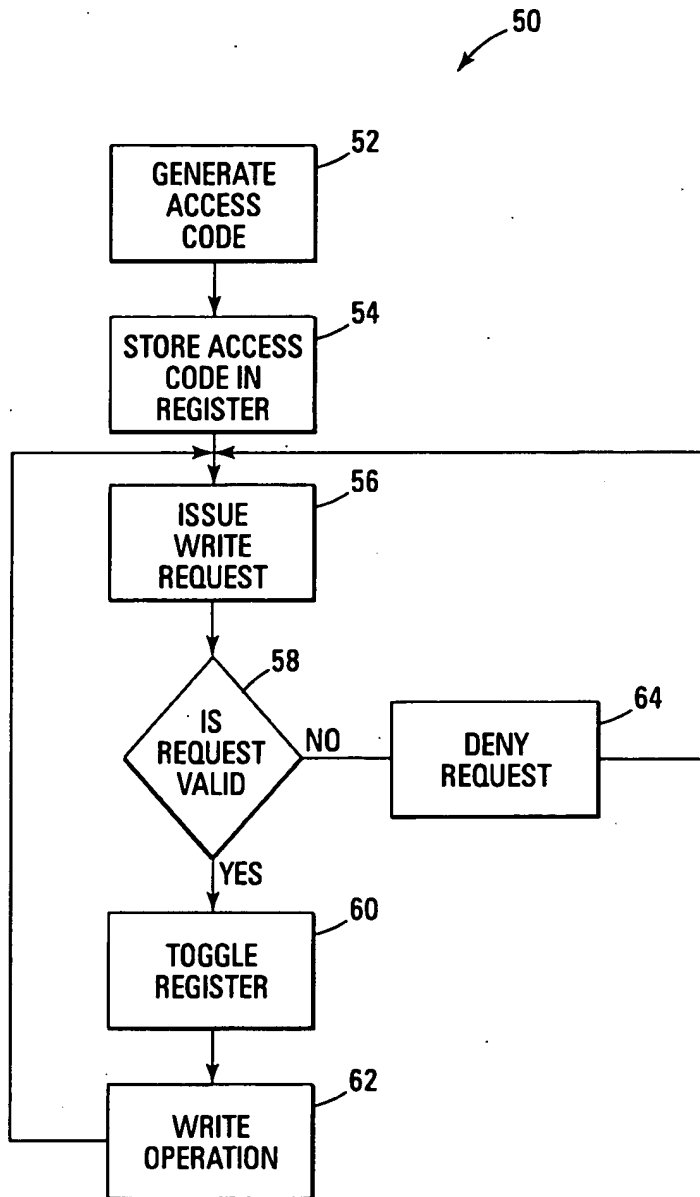 50
52
GENERATE
ACCESS
CODE
54
STORE ACCESS
CODE IN
REGISTER
56
ISSUE
WRITE
REQUEST
58
IS
REQUEST
VALID
NO
64
DENY
REQUEST
YES
60
TOGGLE
REGISTER
62
WRITE
OPERATION